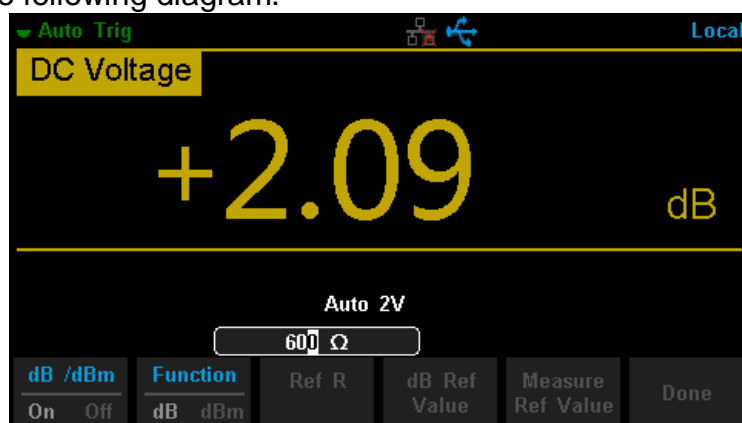 o following diagram.
Auto Trig
Local
DC Voltage
+2.09
dB
Auto 2V
600 Ω
dB /dBm
On Off
Function
dB dBm
Ref R
dB Ref
Value
Measure
Ref Value
Done